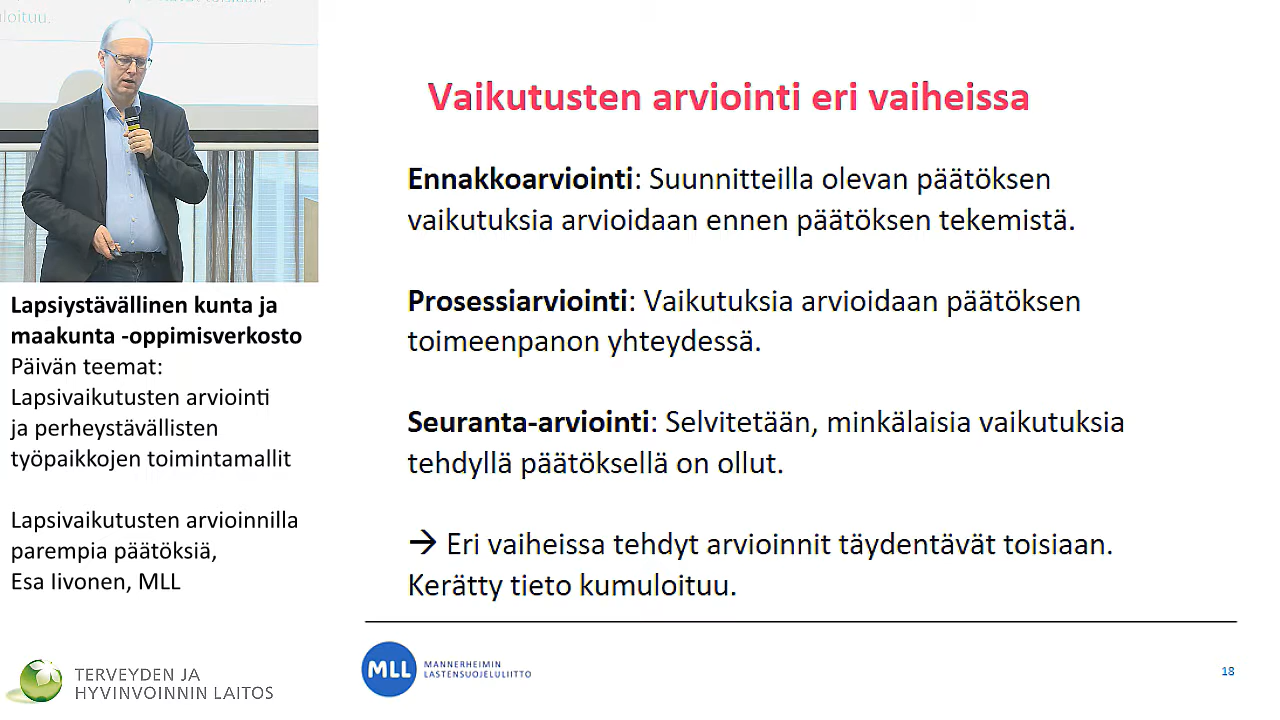 toisiaan.
Lapsiystävällinen kunta ja
maakunta -oppimisverkosto
Päivän teemat:
Lapsivaikutusten arviointi
ja perheystävällisten
työpaikkojen toimintamallit
Lapsivaikutusten arvioinnilla
parempia päätöksiä,
Esa Iivonen, MLL
TERVEYDEN JA
HYVINVOINNIN LAITOS
Vaikutusten arviointi eri vaiheissa
Ennakkoarviointi: Suunnitteilla olevan päätöksen
vaikutuksia arvioidaan ennen päätöksen tekemistä.
Prosessiarviointi: Vaikutuksia arvioidaan päätöksen
toimeenpanon yhteydessä.
Seuranta-arviointi: Selvitetään, minkälaisia vaikutuksia
tehdyllä päätöksellä on ollut.
→ Eri vaiheissa tehdyt arvioinnit täydentävät toisiaan.
Kerätty tieto kumuloituu.
MLL
MANNERHEIMIN
LASTENSUOJELULIITTO
18